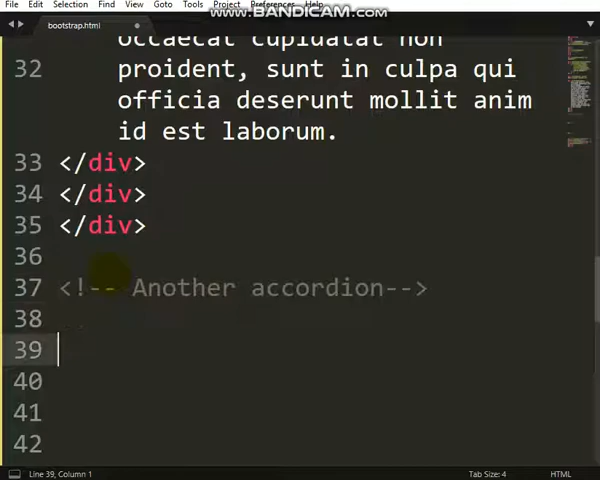 www.BANDICAM.com
File Edit Selection Find View Goto Tools Project Preferences Help
bootstrap.html
occaecat cupidatat non
32 proident, sunt in culpa qui
officia deserunt mollit anim
id est laborum.
33 </div>
34 </div>
35 </div>
36
37 <!-- Another accordion-->
38
39
40
41
42
Line 39, Column 1 Tab Size: 4 HTML